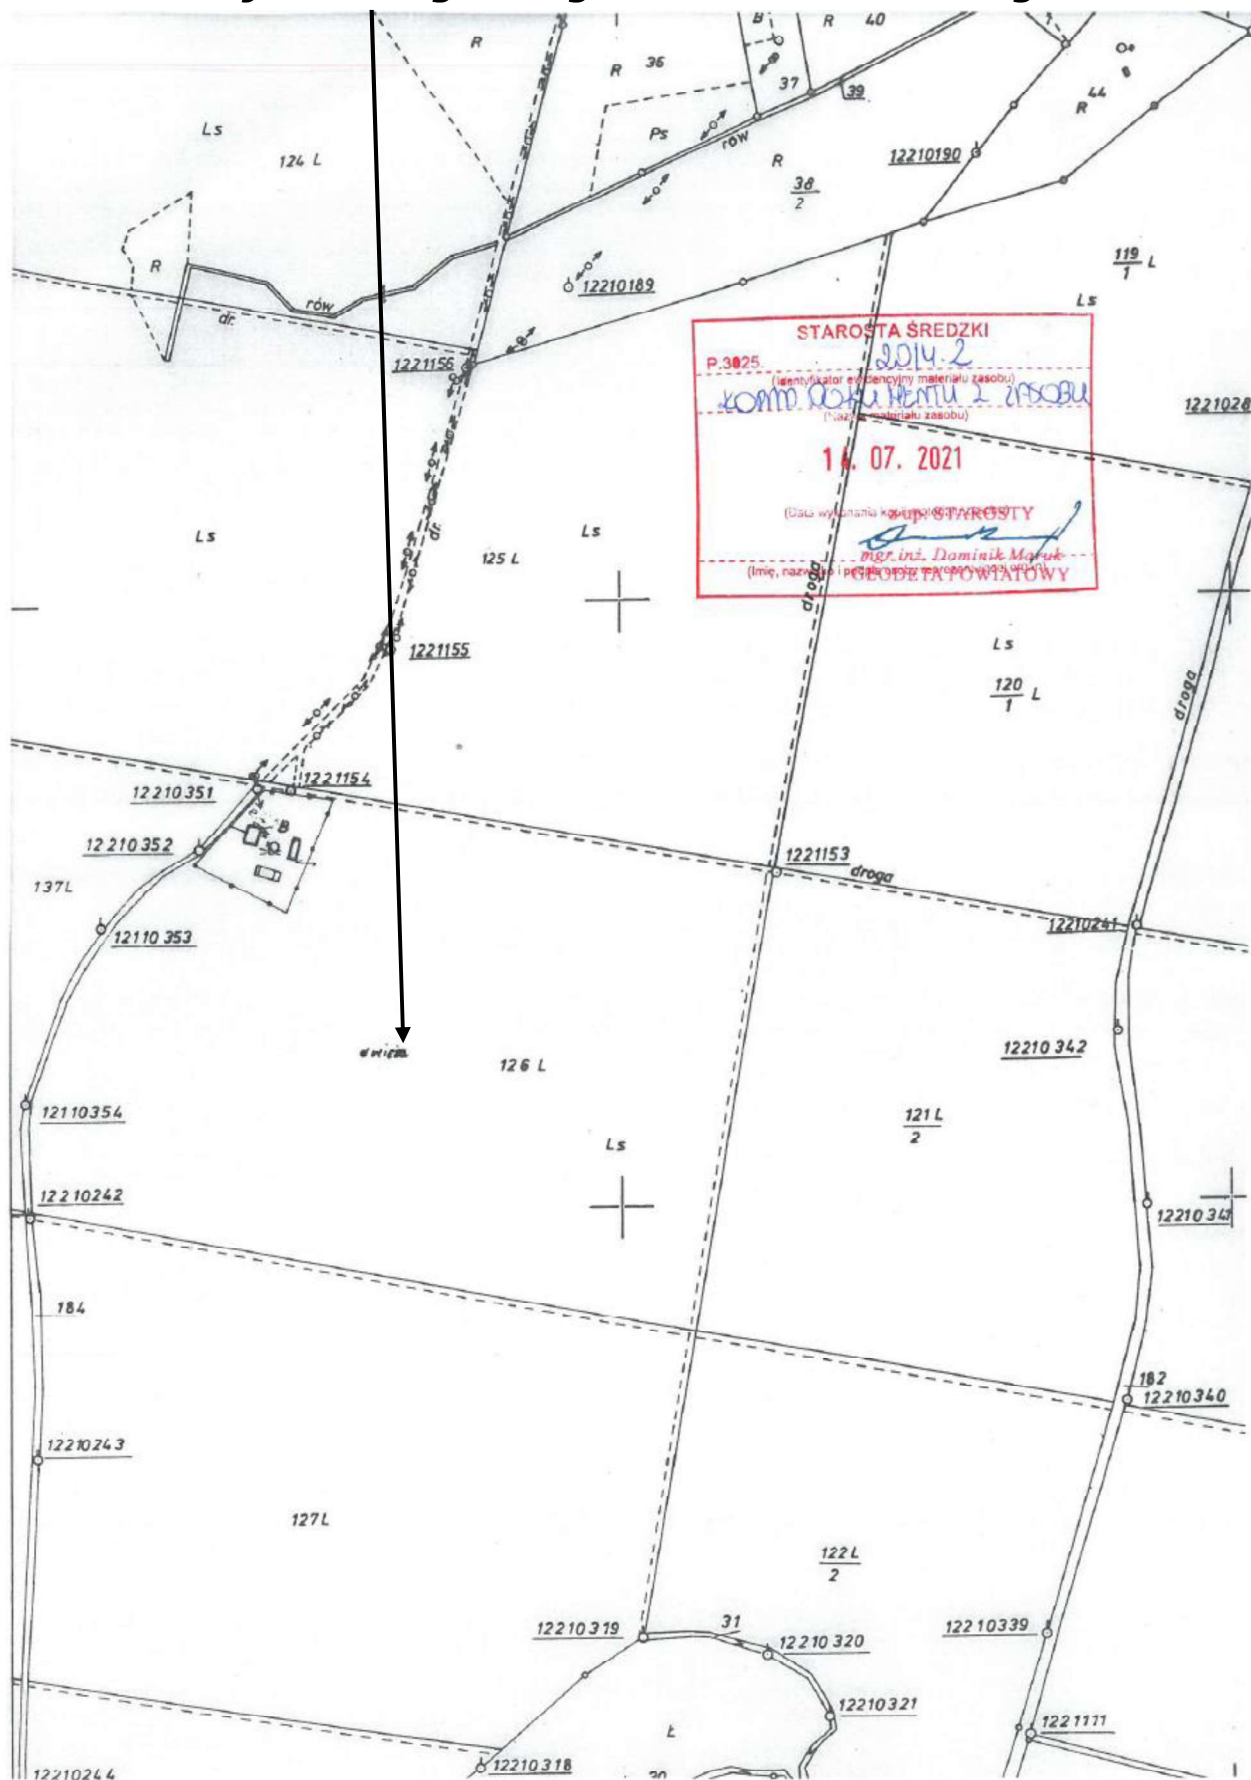 B
R 40
R
R 36
37
39
R 44
Ls
124 L
Ps
rów
R
38
2
12210190
R
119
1 L
Ls
12210189
rów
dr.
STAROSTA ŚREDZKI
P.3025. 2014.2
(identyfikator ewidencyjny materiału zasobu)
(Nazwa materiału zasobu)
14. 07. 2021
z up. STAROSTY
mgr inż. Dominik
GEODETA POWIATOWY
1221156
1221028
dr.
Ls
125 L
Ls
droga
1221155
Ls
120
1 L
droga
1221154
12210351
B
12210352
137L
1221153
droga
12110353
12210241
12210342
126 L
12110354
121 L
2
Ls
12210242
12210341
184
182
12210340
12210243
127L
122 L
2
12210319
31
12210320
12210339
12210321
Ł
1221111
12210318
30
12210244